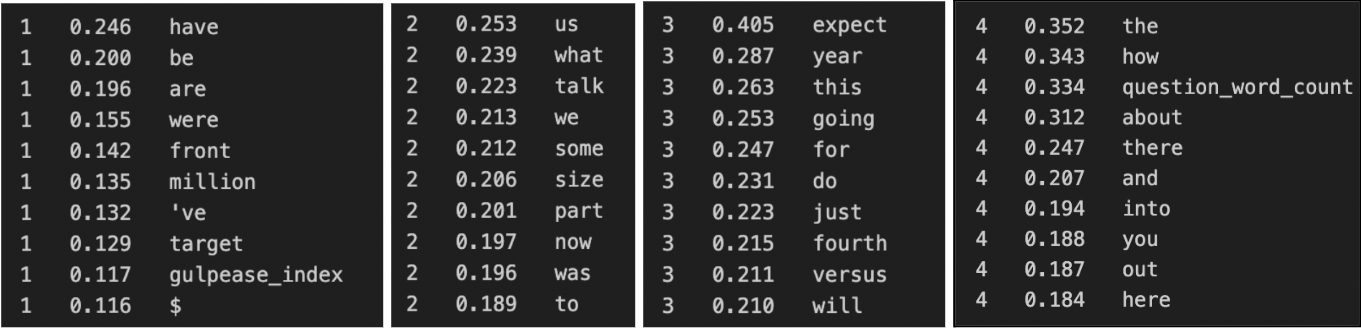 1 0.246 have
1 0.200 be
1 0.196 are
1 0.155 were
1 0.142 front
1 0.135 million
1 0.132 've
1 0.129 target
1 0.117 gulpease_index
1 0.116 $
2 0.253 us
2 0.239 what
2 0.223 talk
2 0.213 we
2 0.212 some
2 0.206 size
2 0.201 part
2 0.197 now
2 0.196 was
2 0.189 to
3 0.405 expect
3 0.287 year
3 0.263 this
3 0.253 going
3 0.247 for
3 0.231 do
3 0.223 just
3 0.215 fourth
3 0.211 versus
3 0.210 will
4 0.352 the
4 0.343 how
4 0.334 question_word_count
4 0.312 about
4 0.247 there
4 0.207 and
4 0.194 into
4 0.188 you
4 0.187 out
4 0.184 here